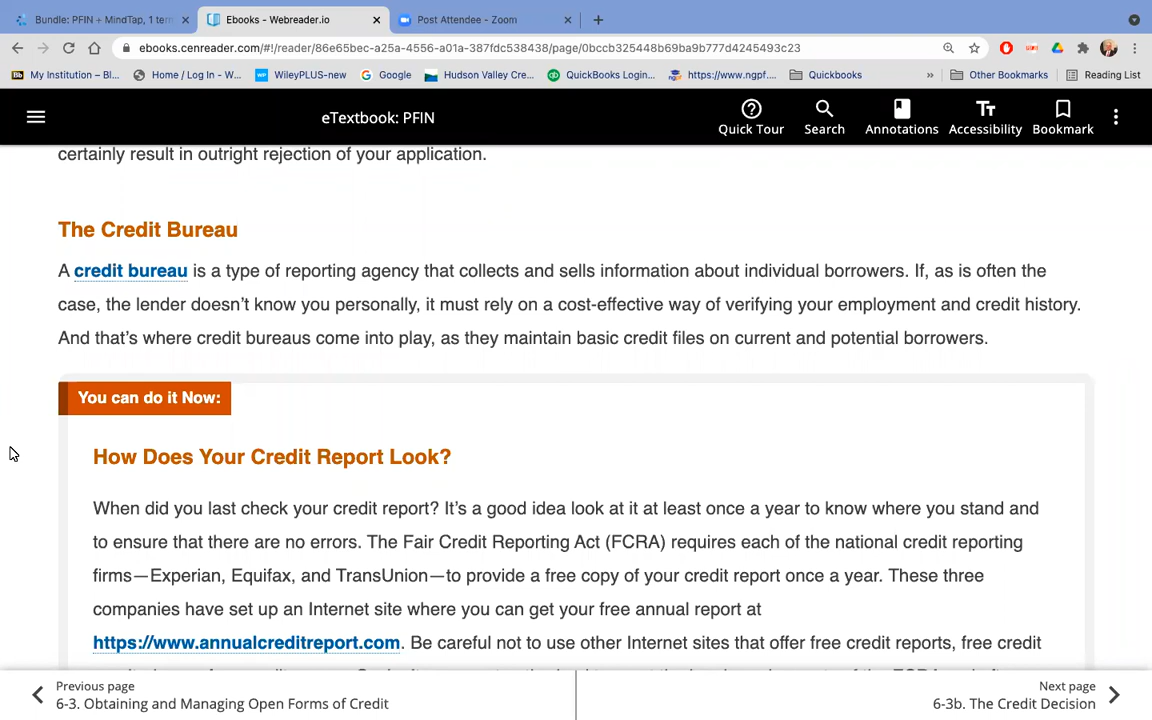 Bundle: PFIN + MindTap, 1 ter
Ebooks - Webreader.io
Post Attendee - Zoom
ebooks.cenreader.com/#!/reader/86e65bec-a25a-4556-a01a-387fdc538438/page/0bccb325448b69ba9b777d4245493c23
My Institution – Bl...
Home / Log In - W...
WileyPLUS-new
Google
Hudson Valley Cre...
QuickBooks Login...
https://www.ngpf....
Quickbooks
»
Other Bookmarks
Reading List
eTextbook: PFIN
Quick Tour
Search
Annotations
Accessibility
Bookmark
certainly result in outright rejection of your application.
The Credit Bureau
A credit bureau is a type of reporting agency that collects and sells information about individual borrowers. If, as is often the
case, the lender doesn't know you personally, it must rely on a cost-effective way of verifying your employment and credit history.
And that's where credit bureaus come into play, as they maintain basic credit files on current and potential borrowers.
You can do it Now:
How Does Your Credit Report Look?
When did you last check your credit report? It's a good idea look at it at least once a year to know where you stand and
to ensure that there are no errors. The Fair Credit Reporting Act (FCRA) requires each of the national credit reporting
firms—Experian, Equifax, and TransUnion—to provide a free copy of your credit report once a year. These three
companies have set up an Internet site where you can get your free annual report at
https://www.annualcreditreport.com. Be careful not to use other Internet sites that offer free credit reports, free credit
Previous page
6-3. Obtaining and Managing Open Forms of Credit
Next page
6-3b. The Credit Decision